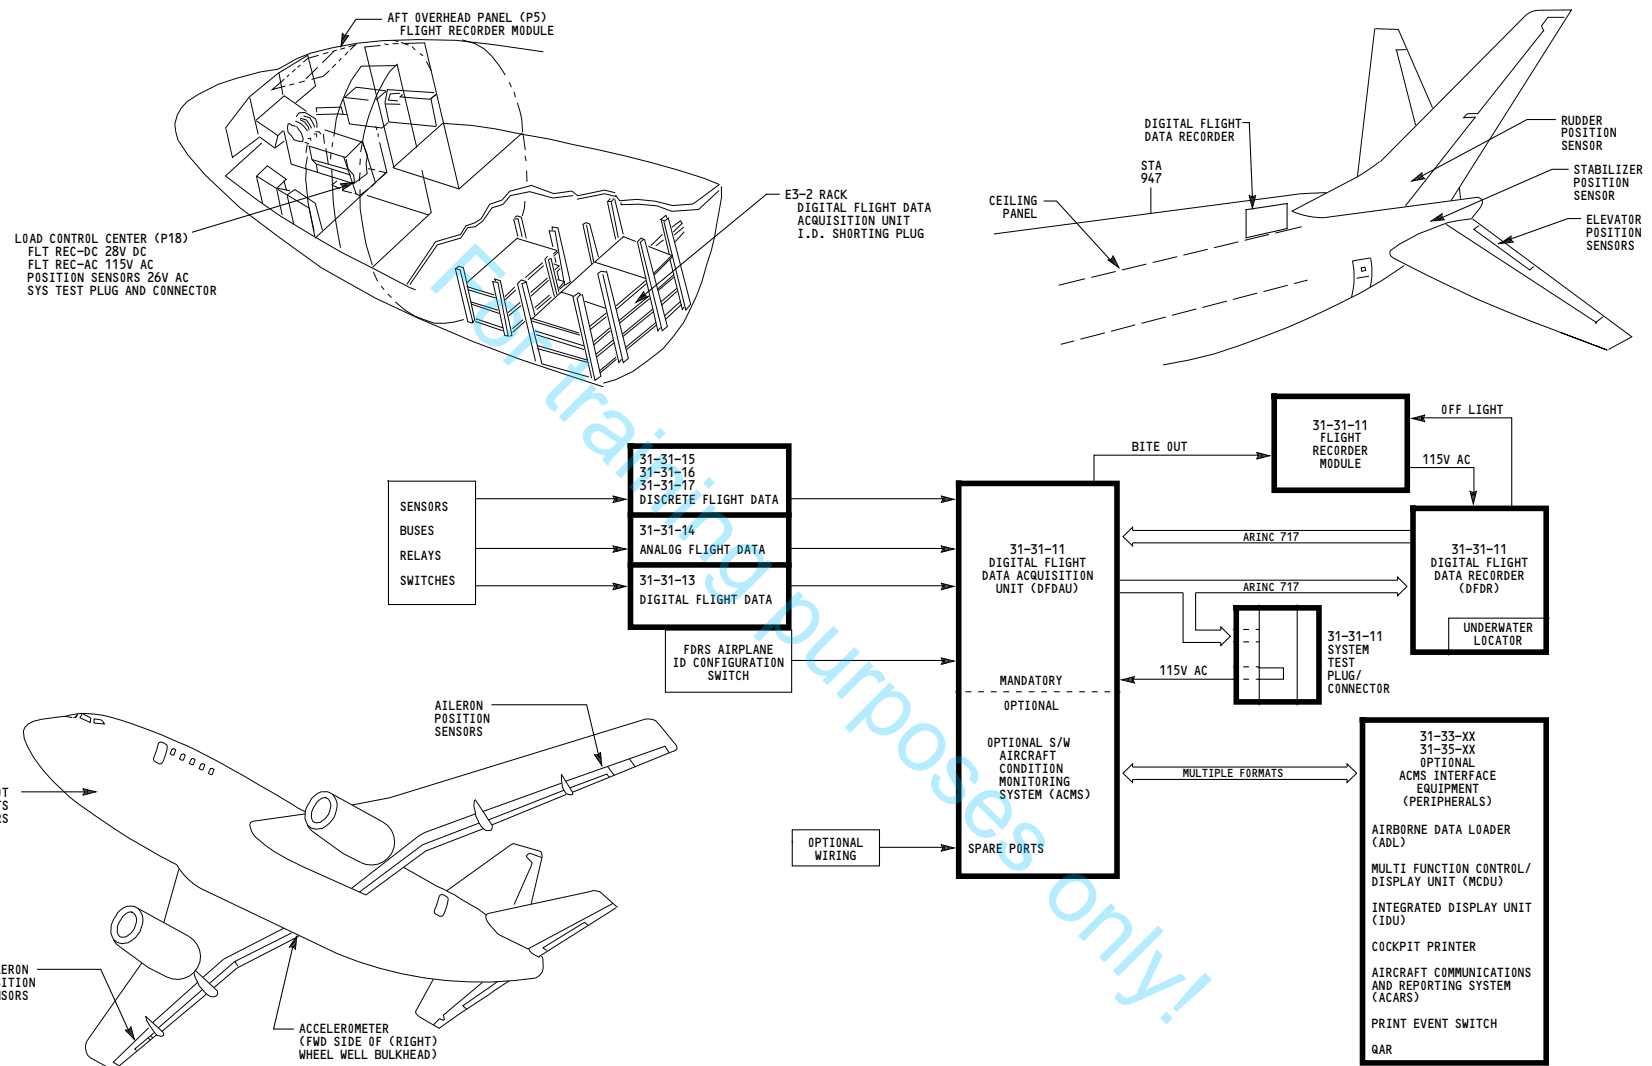 AFT OVERHEAD PANEL (P5)
FLIGHT RECORDER MODULE
LOAD CONTROL CENTER (P18)
FLT REC-DC 28V DC
FLT REC-AC 115V AC
POSITION SENSORS 26V AC
SYS TEST PLUG AND CONNECTOR
E3-2 RACK
DIGITAL FLIGHT DATA
ACQUISITION UNIT
I.D. SHORTING PLUG
DIGITAL FLIGHT
DATA RECORDER
STA
947
CEILING
PANEL
RUDDER
POSITION
SENSOR
STABILIZER
POSITION
SENSOR
ELEVATOR
POSITION
SENSORS
SENSORS
BUSES
RELAYS
SWITCHES
31-31-15
31-31-16
31-31-17
DISCRETE FLIGHT DATA
31-31-14
ANALOG FLIGHT DATA
31-31-13
DIGITAL FLIGHT DATA
FDRS AIRPLANE
ID CONFIGURATION
SWITCH
BITE OUT
31-31-11
FLIGHT
RECORDER
MODULE
OFF LIGHT
115V AC
31-31-11
DIGITAL FLIGHT
DATA ACQUISITION
UNIT (DFDAU)
MANDATORY
OPTIONAL
OPTIONAL S/W
AIRCRAFT
CONDITION
MONITORING
SYSTEM (ACMS)
SPARE PORTS
OPTIONAL
WIRING
ARINC 717
ARINC 717
31-31-11
DIGITAL FLIGHT
DATA RECORDER
(DFDR)
UNDERWATER
LOCATOR
115V AC
31-31-11
SYSTEM
TEST
PLUG/
CONNECTOR
MULTIPLE FORMATS
31-33-XX
31-35-XX
OPTIONAL
ACMS INTERFACE
EQUIPMENT
(PERIPHERALS)
AIRBORNE DATA LOADER
(ADL)
MULTI FUNCTION CONTROL/
DISPLAY UNIT (MCDU)
INTEGRATED DISPLAY UNIT
(IDU)
COCKPIT PRINTER
AIRCRAFT COMMUNICATIONS
AND REPORTING SYSTEM
(ACARS)
PRINT EVENT SWITCH
QAR
AILERON
POSITION
SENSORS
ACCELEROMETER
(FWD SIDE OF (RIGHT)
WHEEL WELL BULKHEAD)
For training purposes only!